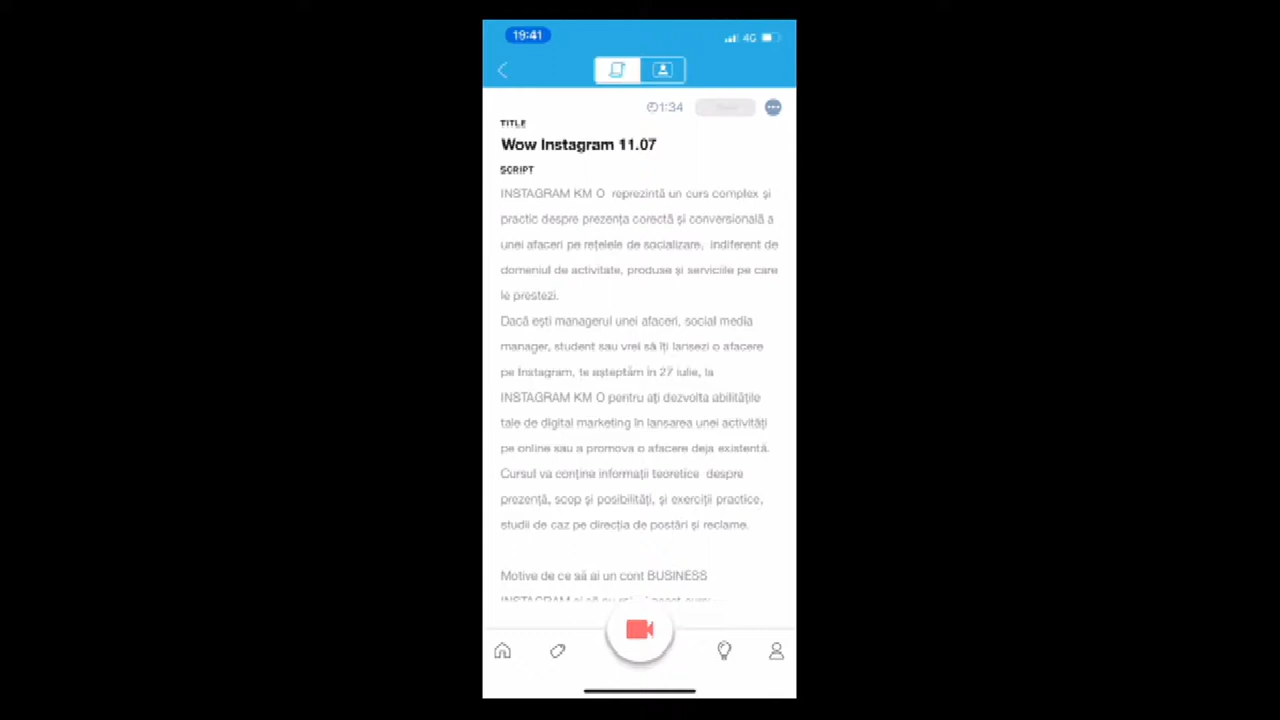 19:41
4G
1:34
TITLE
Wow Instagram 11.07
SCRIPT
INSTAGRAM KM O reprezintă un curs complex și
practic despre prezența corectă și conversională a
unei afaceri pe rețelele de socializare, indiferent de
domeniul de activitate, produse și serviciile pe care
le prestezi.
Dacă ești managerul unei afaceri, social media
manager, student sau vrei să îți lansezi o afacere
pe Instagram, te așteptăm în 27 iulie, la
INSTAGRAM KM O pentru ați dezvolta abilitățile
tale de digital marketing în lansarea unei activități
pe online sau a promova o afacere deja existentă.
Cursul va conține informații teoretice despre
prezență, scop și posibilități, și exerciții practice,
studii de caz pe direcția de postări și reclame.
Motive de ce să ai un cont BUSINESS
INSTAGRAM